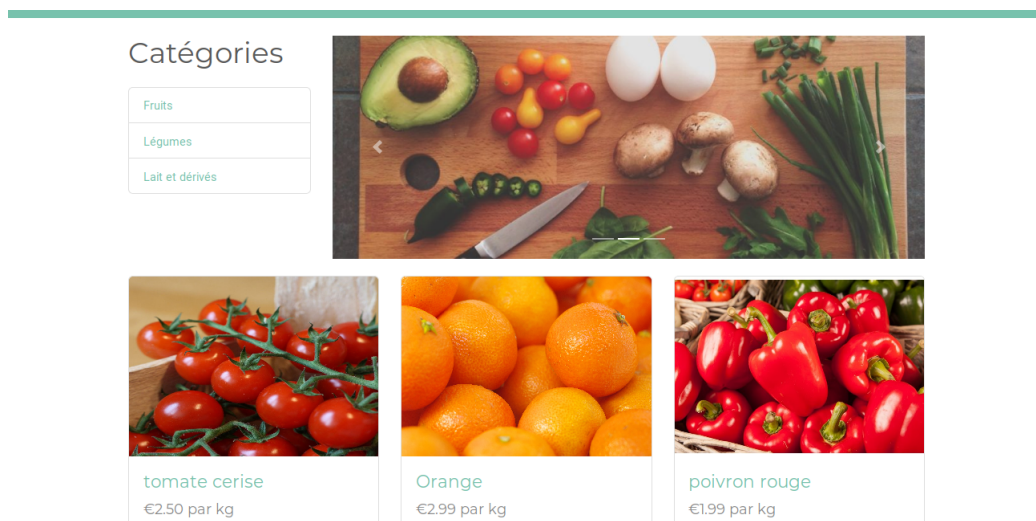 Catégories
Fruits
Légumes
Lait et dérivés
tomate cerise
€2.50 par kg
Orange
€2.99 par kg
poivron rouge
€1.99 par kg